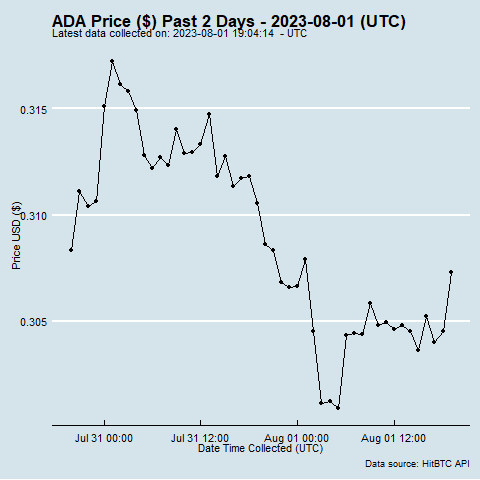 ADA Price ($) Past 2 Days - 2023-08-01 (UTC)
Latest data collected on: 2023-08-01 19:04:14  - UTC
0.315
0.310
0.305
Price USD ($)
Jul 31 00:00
Jul 31 12:00
Aug 01 00:00
Aug 01 12:00
Date Time Collected (UTC)
Data source: HitBTC API